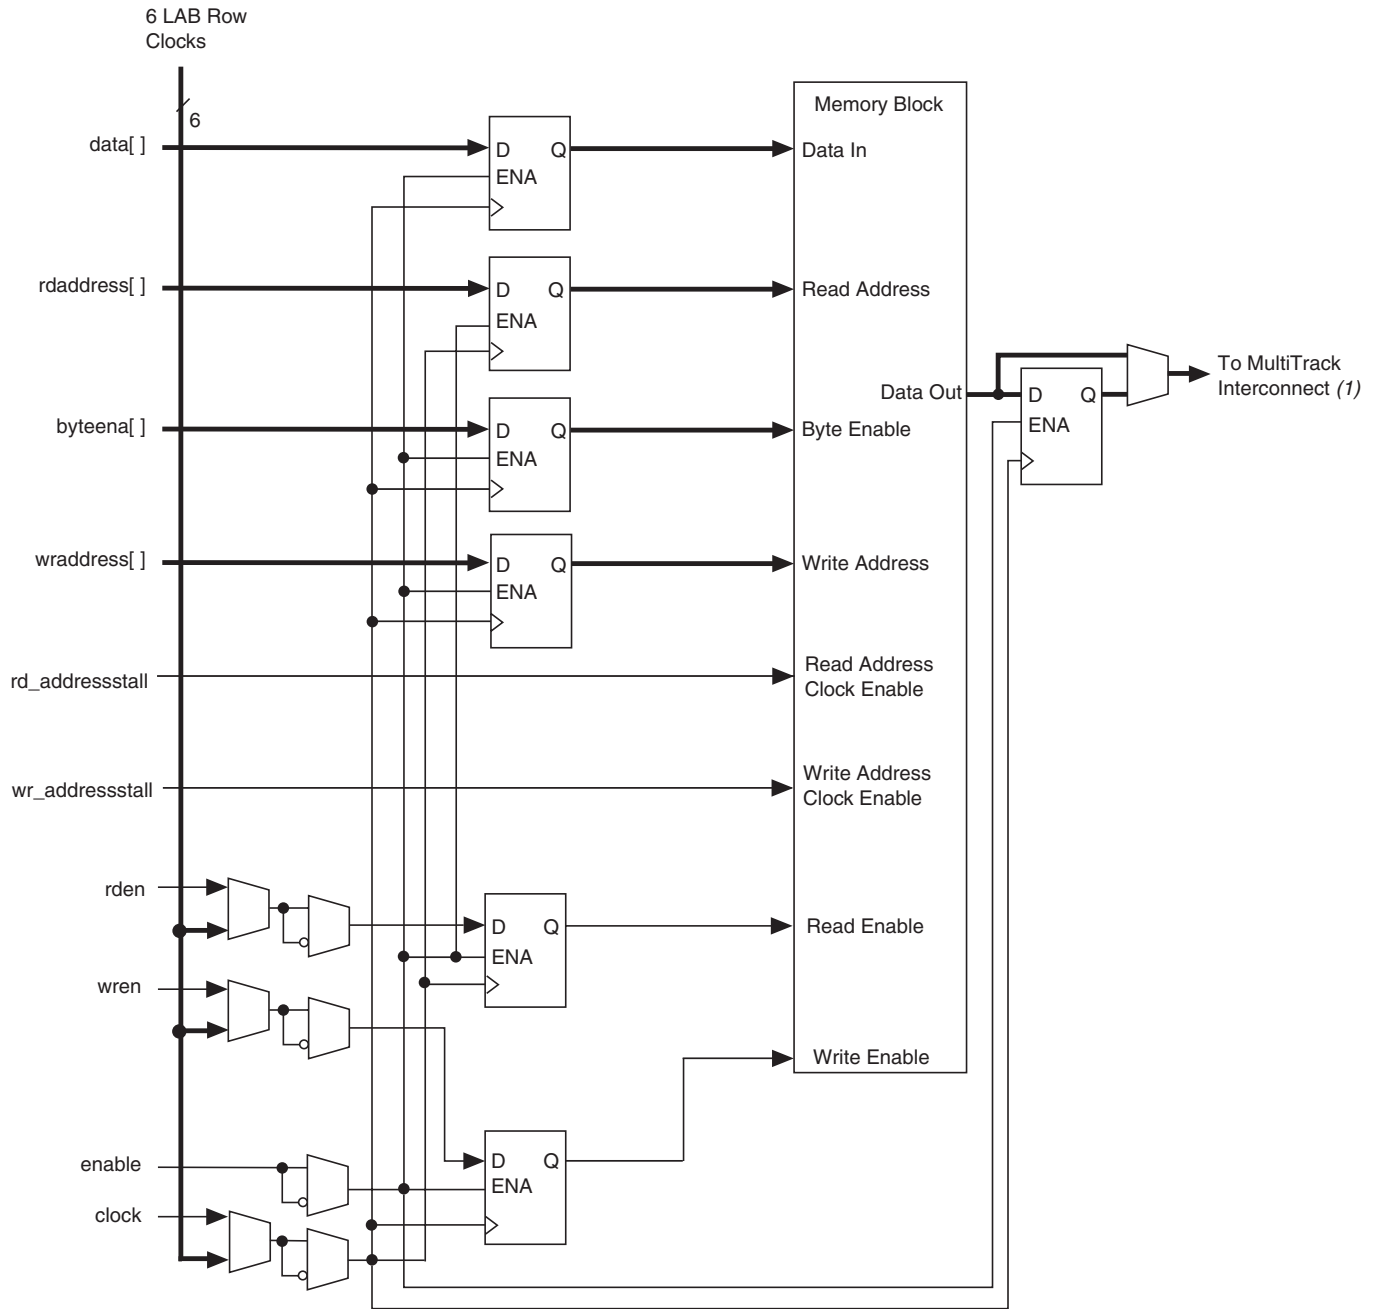 6 LAB Row
Clocks
6
Memory Block
data[ ]
D Q
Data In
ENA
rdaddress[ ]
D Q
Read Address
ENA
To MultiTrack
Interconnect (1)
Data Out
D Q
ENA
byteena[ ]
D Q
Byte Enable
ENA
wraddress[ ]
D Q
Write Address
ENA
rd_addressstall
Read Address
Clock Enable
wr_addressstall
Write Address
Clock Enable
rden
D Q
Read Enable
ENA
wren
Write Enable
enable
D Q
ENA
clock